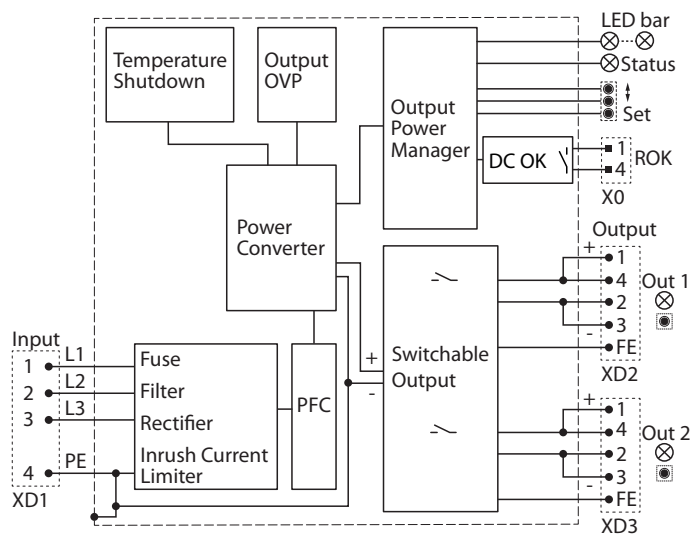 LED bar
Status
Set
Temperature
Shutdown
Output
OVP
Output
Power
Manager
DC OK
1
4
ROK
X0
Power
Converter
Output
+
1
4
2
3
-
FE
Out 1
XD2
Input
1
2
3
4
XD1
L1
L2
L3
PE
Fuse
Filter
Rectifier
Inrush Current
Limiter
PFC
+
-
Switchable
Output
+
1
4
2
3
-
FE
Out 2
XD3